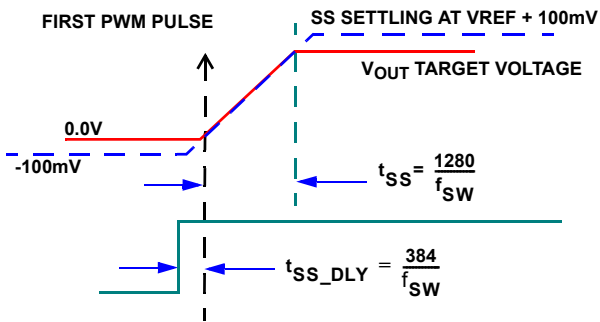 FIRST PWM PULSE
SS SETTLING AT VREF + 100mV
VOUT TARGET VOLTAGE
0.0V
-100mV
tSS = 1280 / fSW
tSS_DLY = 384 / fSW